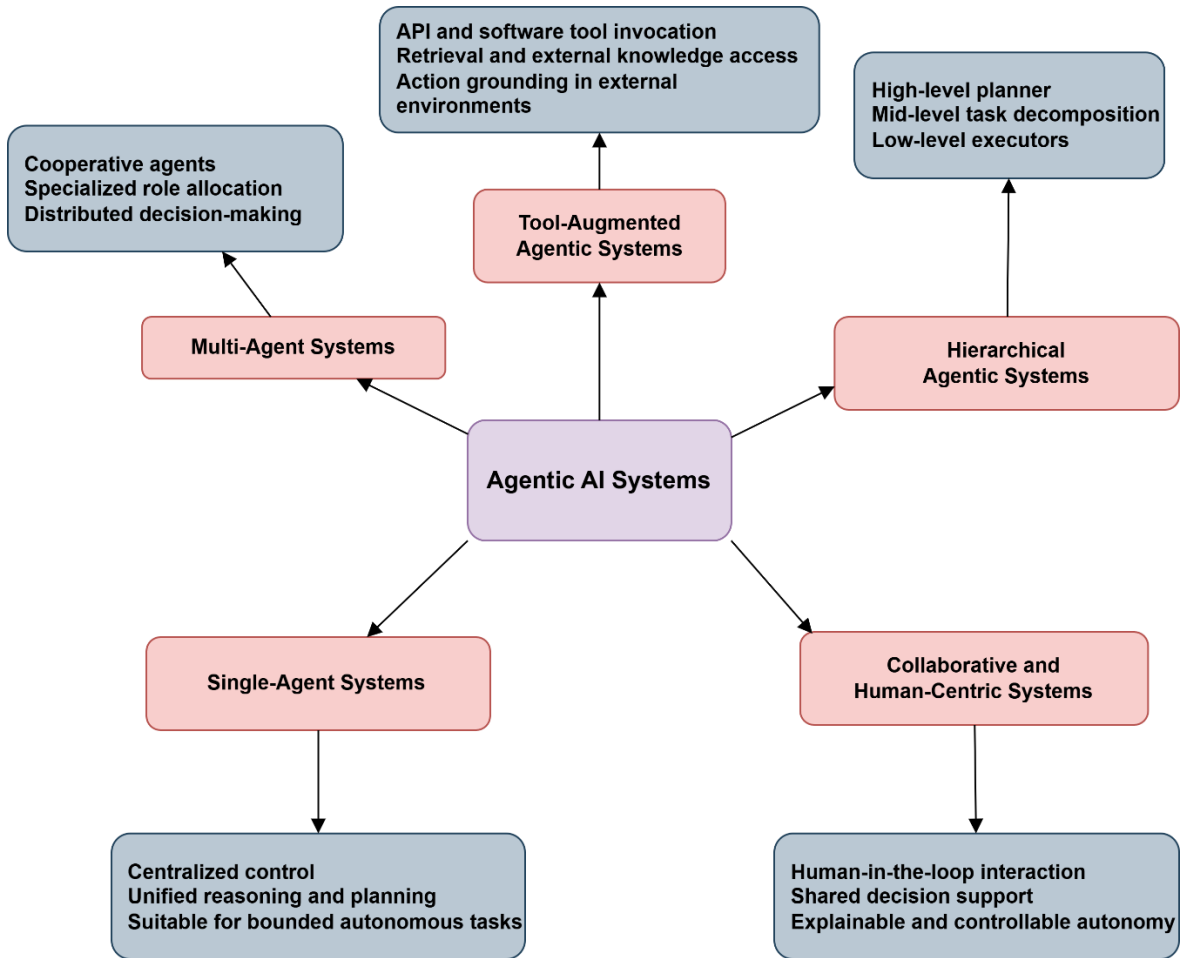 API and software tool invocation
Retrieval and external knowledge access
Action grounding in external
environments
High-level planner
Mid-level task decomposition
Low-level executors
Cooperative agents
Specialized role allocation
Distributed decision-making
Tool-Augmented
Agentic Systems
Multi-Agent Systems
Hierarchical
Agentic Systems
Agentic AI Systems
Single-Agent Systems
Collaborative and
Human-Centric Systems
Centralized control
Unified reasoning and planning
Suitable for bounded autonomous tasks
Human-in-the-loop interaction
Shared decision support
Explainable and controllable autonomy